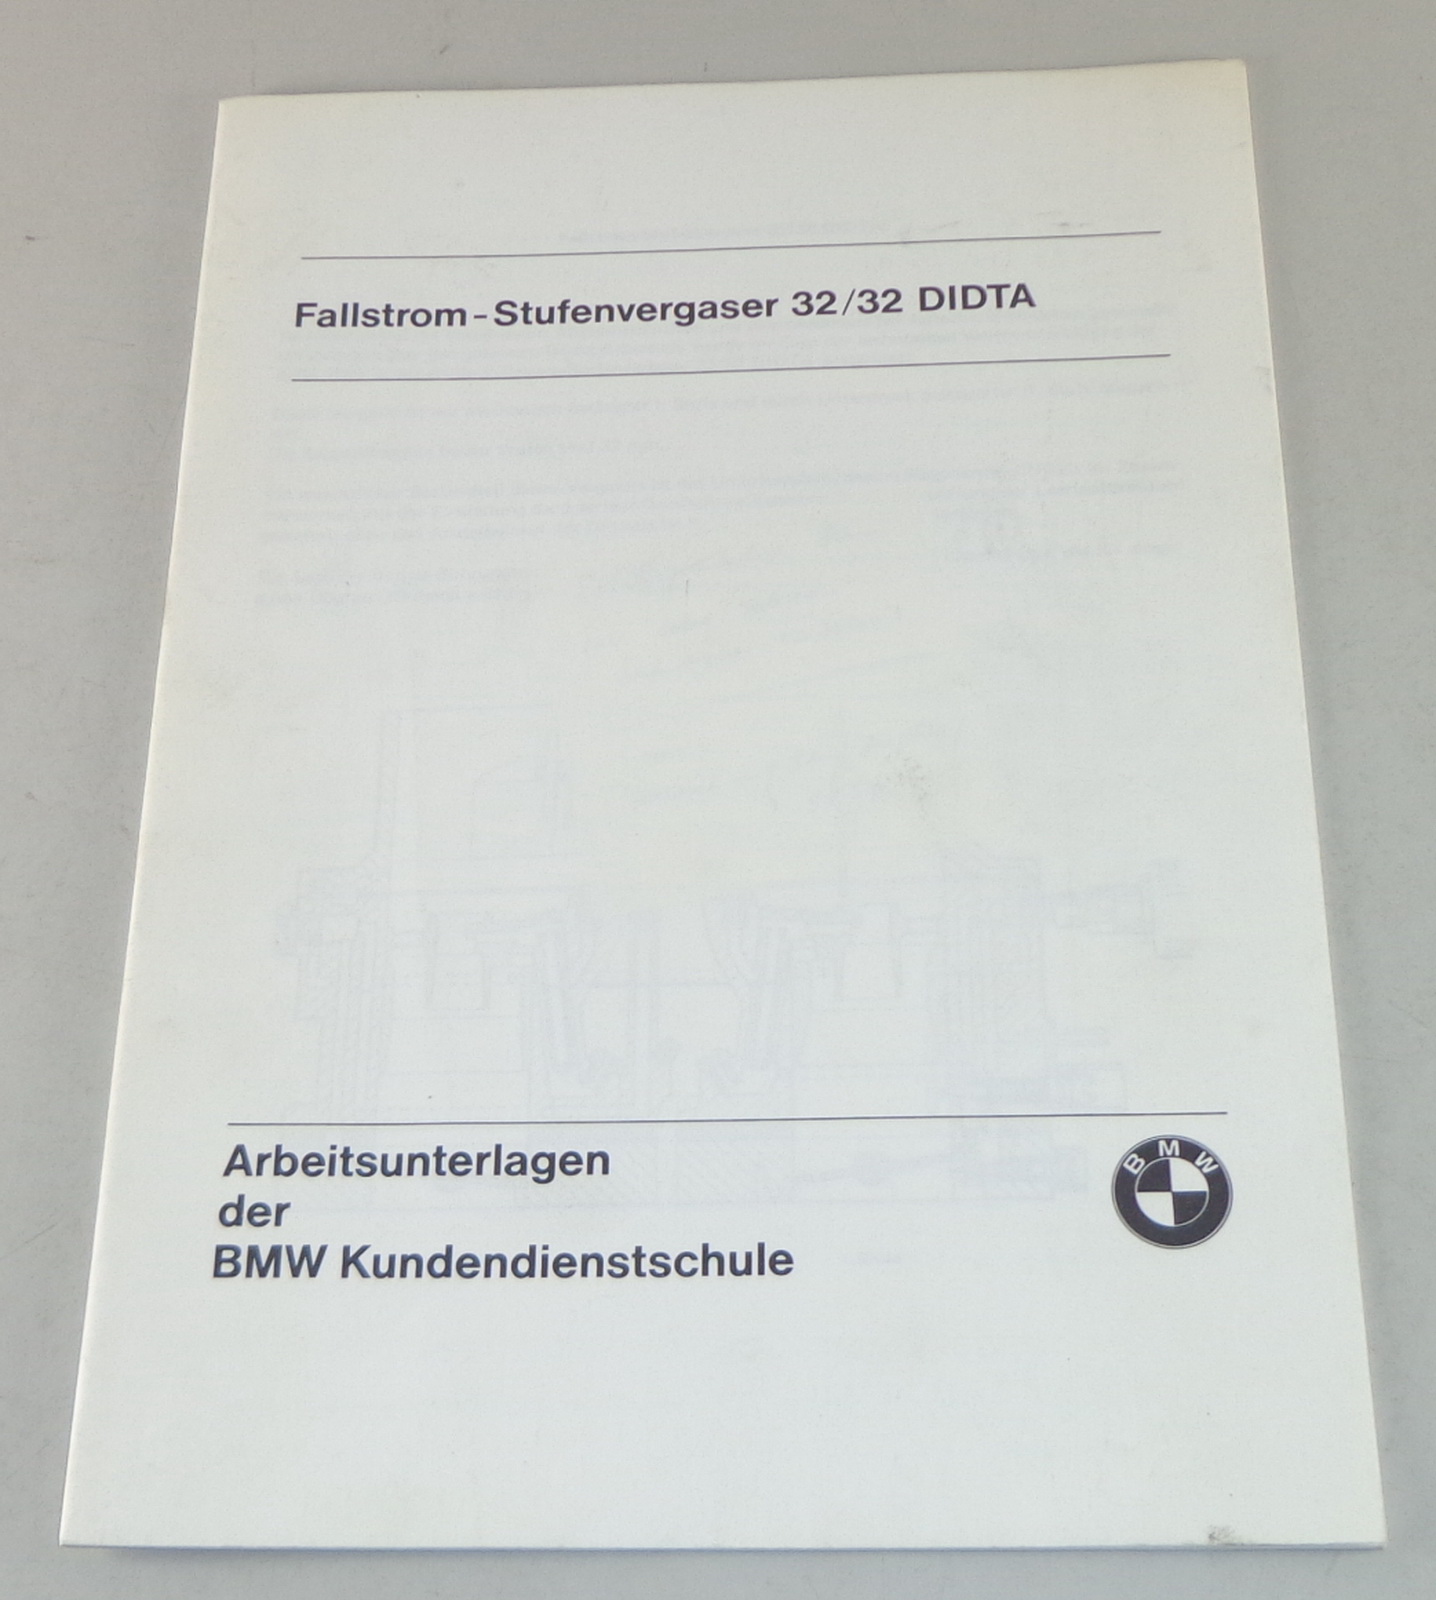 Fallstrom-Stufenvergaser 32/32 DIDTA
Arbeitsunterlagen
der
BMW Kundendienstschule
BMW